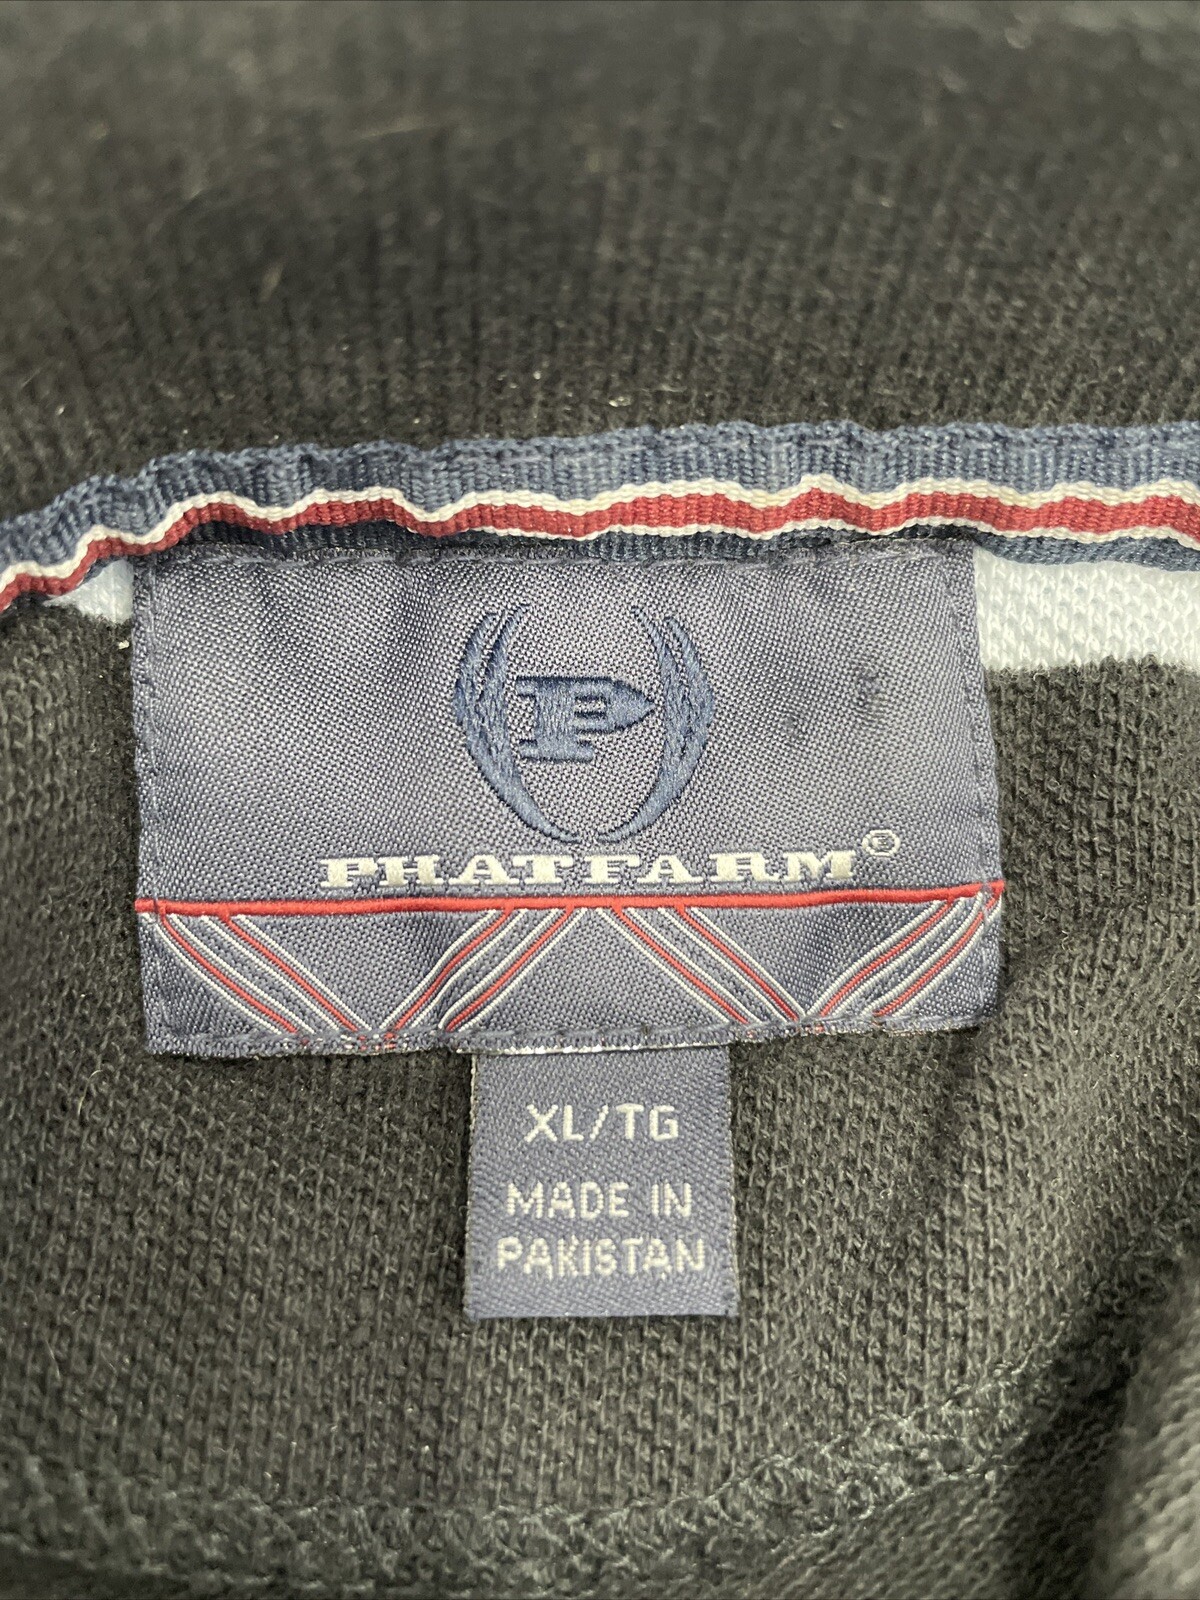 P
PHATFARM®
XL/TG
MADE IN
PAKISTAN